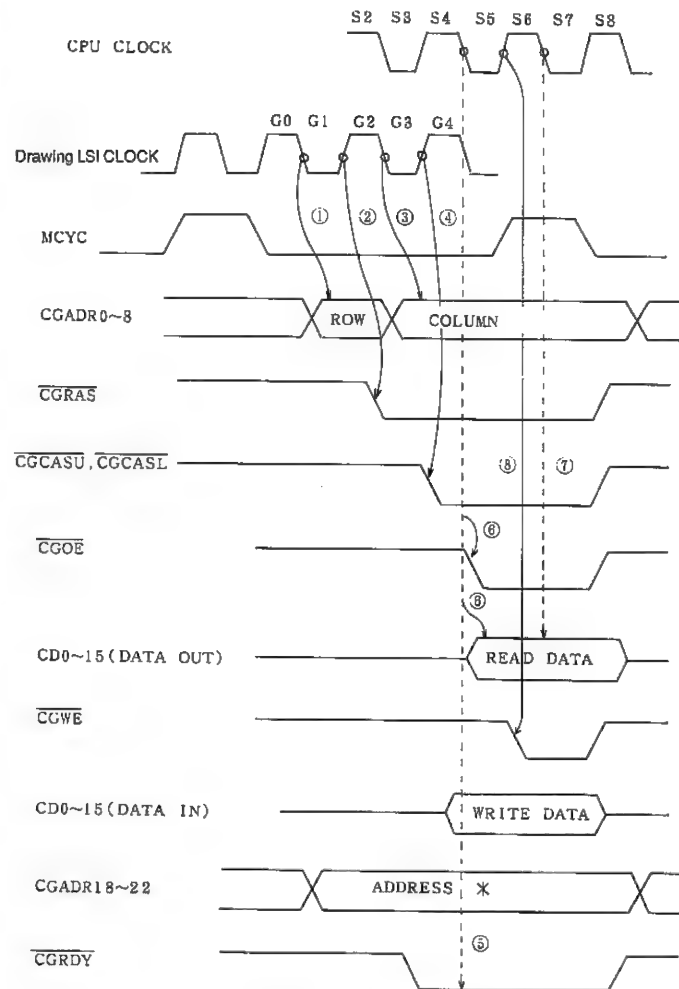 S2 S3 S4 S5 S6 S7 S8
CPU CLOCK
G0 G1 G2 G3 G4
Drawing LSI CLOCK
① ② ③ ④
MCYC
CGADR0~8 ROW COLUMN
CGRAS
CGCASU, CGCASL ⑧ ⑦
⑥
CGOE
⑥
CD0~15(DATA OUT) READ DATA
CGWE
CD0~15(DATA IN) WRITE DATA
CGADR18~22 ADDRESS *
CGRDY ⑤